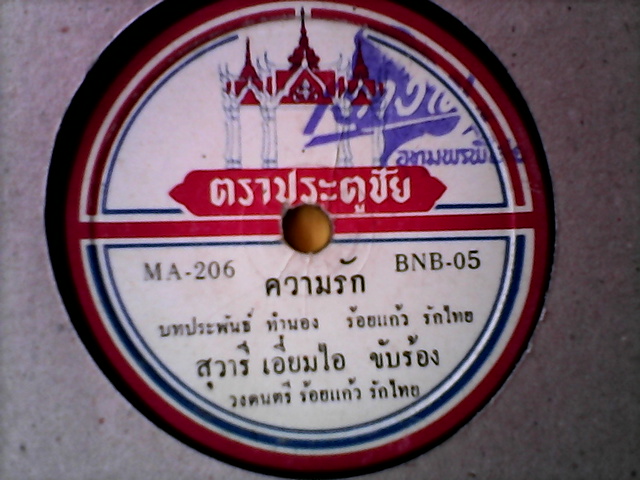 ตราประตูชัย
MA-206
BNB-05
ความรัก
บทประพันธ์ ทำนอง ร้อยแก้ว รักไทย
สุวารี เอี่ยมไอ ขับร้อง
วงดนตรี ร้อยแก้ว รักไทย